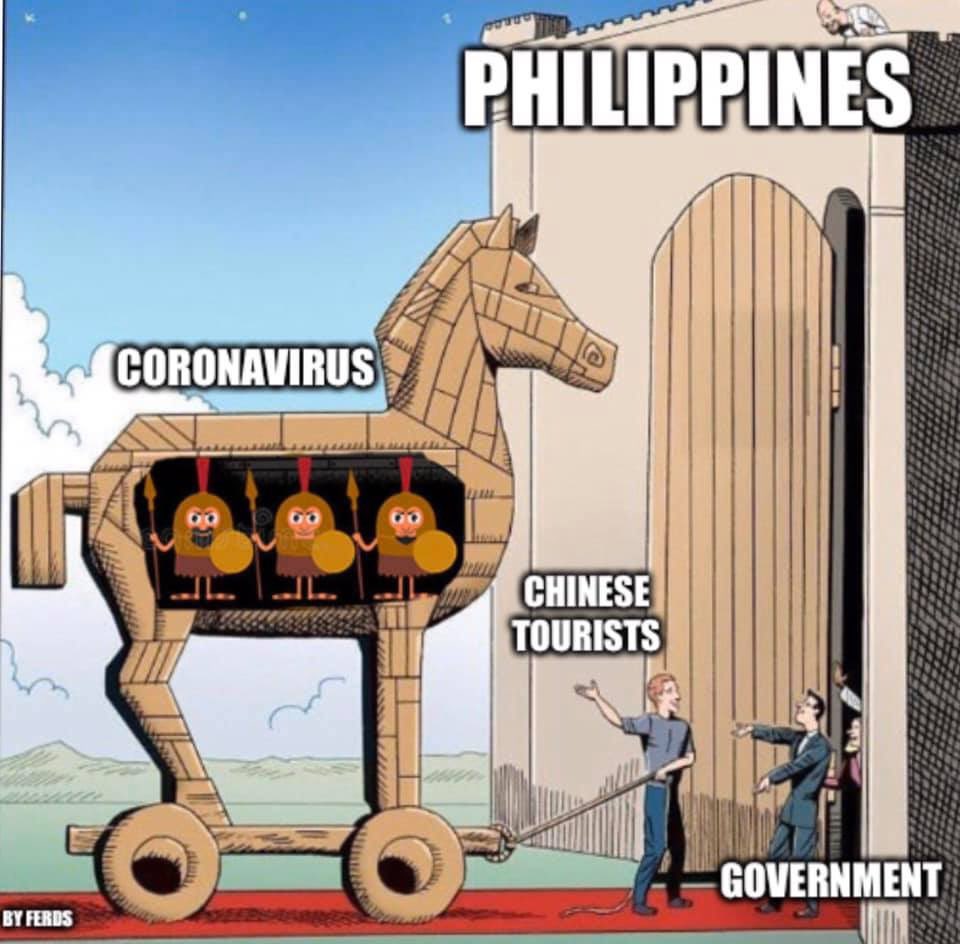 PHILIPPINES
CORONAVIRUS
CHINESE
TOURISTS
GOVERNMENT
BY FERDS